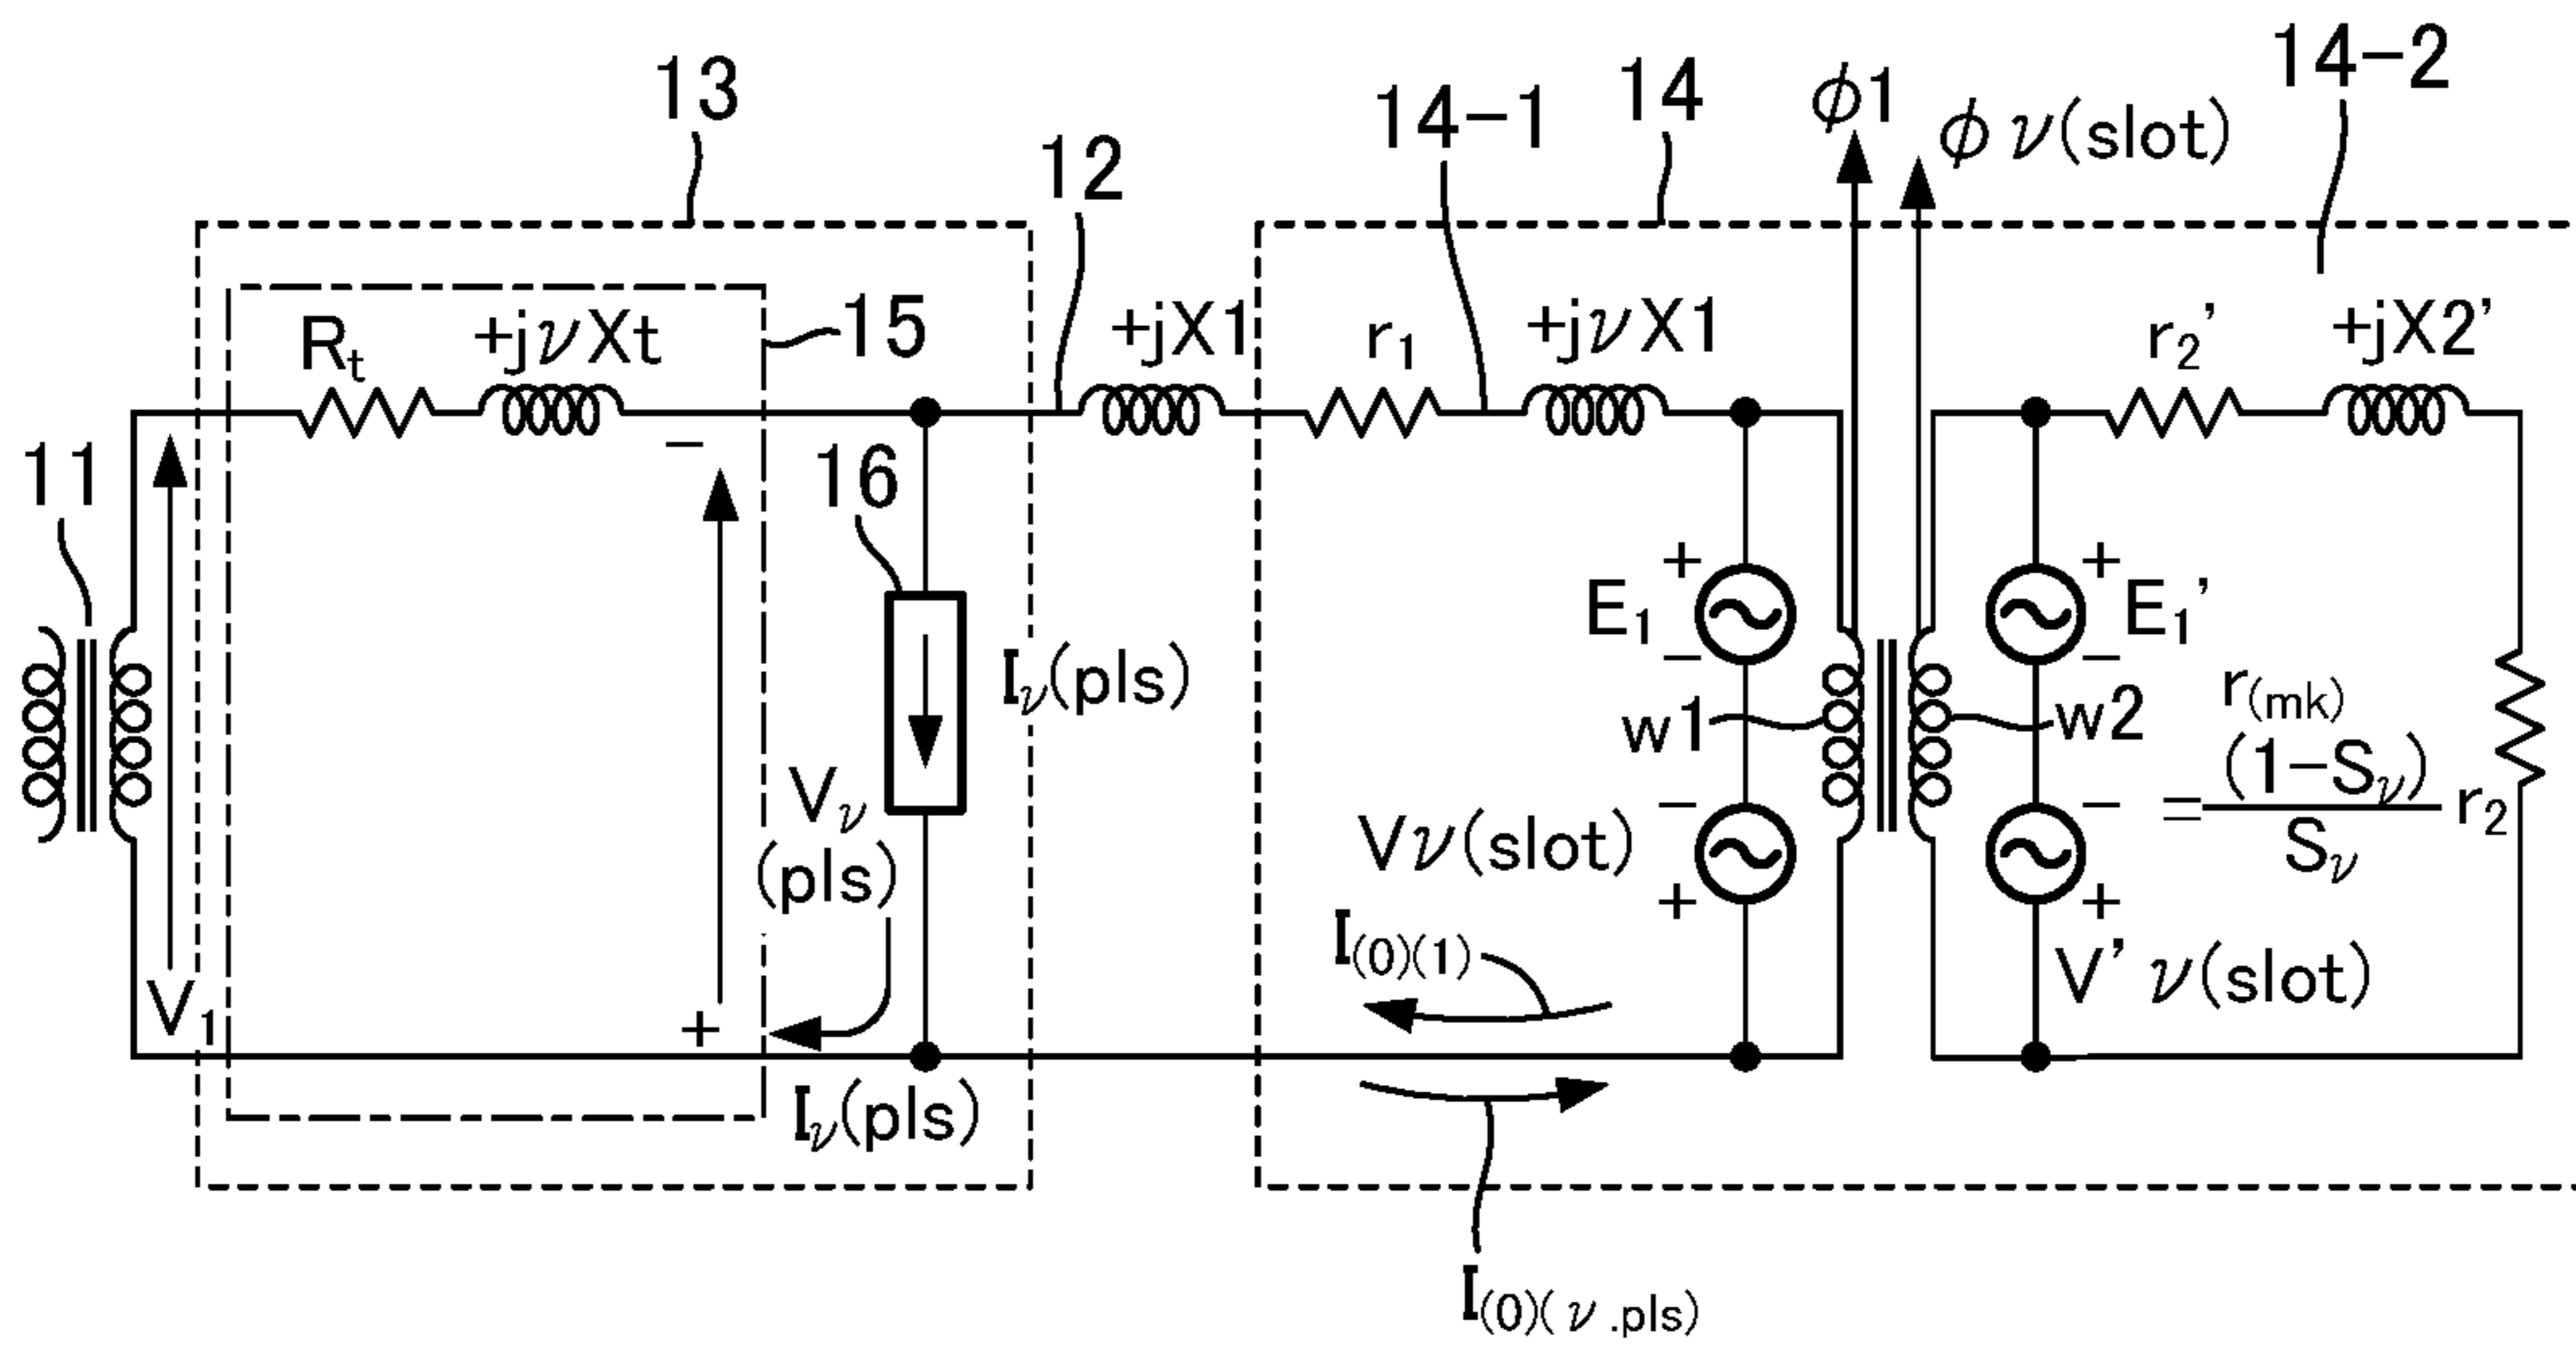 13
12
14-1
14
ϕ1
ϕν(slot)
14-2
11
Rt
+jνXt
15
+jX1
r1
+jνX1
r2'
+jX2'
−
16
Iν(pls)
E1
+
−
+
−
E1'
w1
w2
r(mk)
=(1−Sν)/Sν r2
Vν
(pls)
Vν(slot)
−
+
−
+
V'ν(slot)
V1
+
Iν(pls)
I(0)(1)
I(0)(ν.pls)